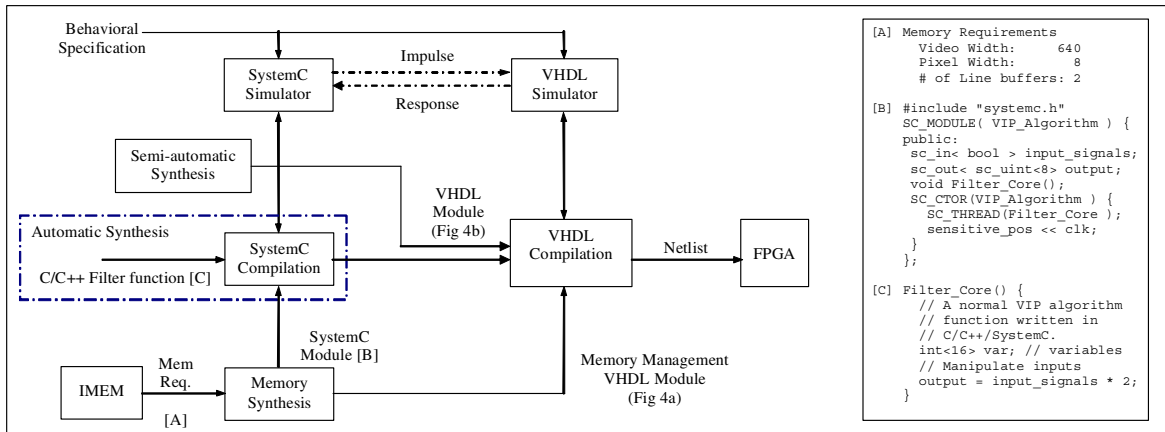 Behavioral
Specification
Impulse
SystemC
Simulator
VHDL
Simulator
Response
Semi-automatic
Synthesis
VHDL
Module
(Fig 4b)
Automatic Synthesis
SystemC
Compilation
C/C++ Filter function [C]
VHDL
Compilation
Netlist
FPGA
SystemC
Module [B]
Mem
Req.
IMEM
Memory
Synthesis
Memory Management
VHDL Module
(Fig 4a)
[A]
[A] Memory Requirements
Video Width: 640
Pixel Width: 8
# of Line buffers: 2
[B] #include "systemc.h"
SC_MODULE( VIP_Algorithm ) {
public:
sc_in< bool > input_signals;
sc_out< sc_uint<8> output;
void Filter_Core();
SC_CTOR(VIP_Algorithm ) {
SC_THREAD(Filter_Core );
sensitive_pos << clk;
}
};
[C] Filter_Core() {
// A normal VIP algorithm
// function written in
// C/C++/SystemC.
int<16> var; // variables
// Manipulate inputs
output = input_signals * 2;
}